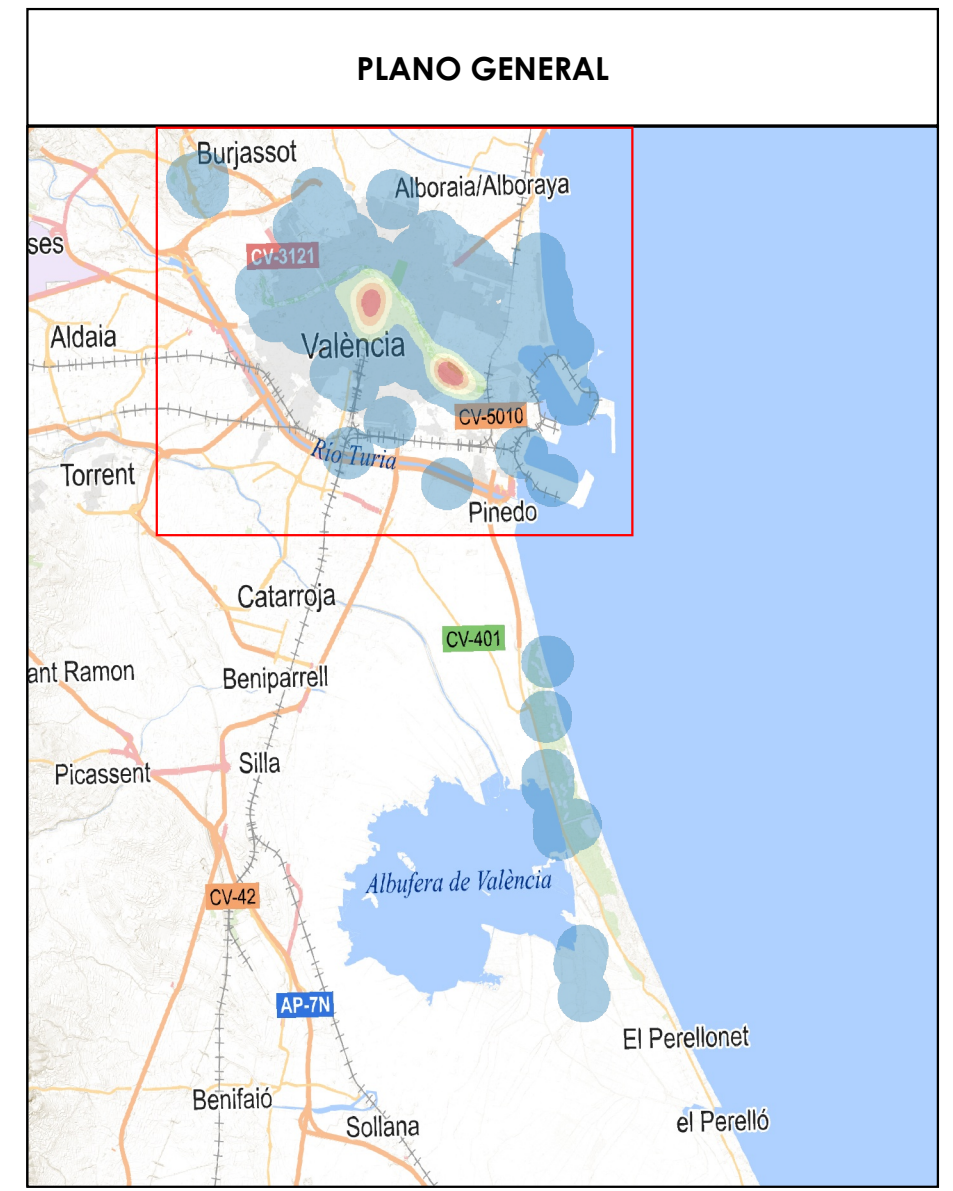 PLANO GENERAL
Burjassot
Alboraia/Alboraya
ses
CV-3121
Aldaia
València
CV-5010
Río Turia
Torrent
Pinedo
Catarroja
CV-401
ant Ramon
Beniparrell
Picassent
Silla
Albufera de València
CV-42
AP-7N
El Perellonet
Benifaió
el Perelló
Sollana